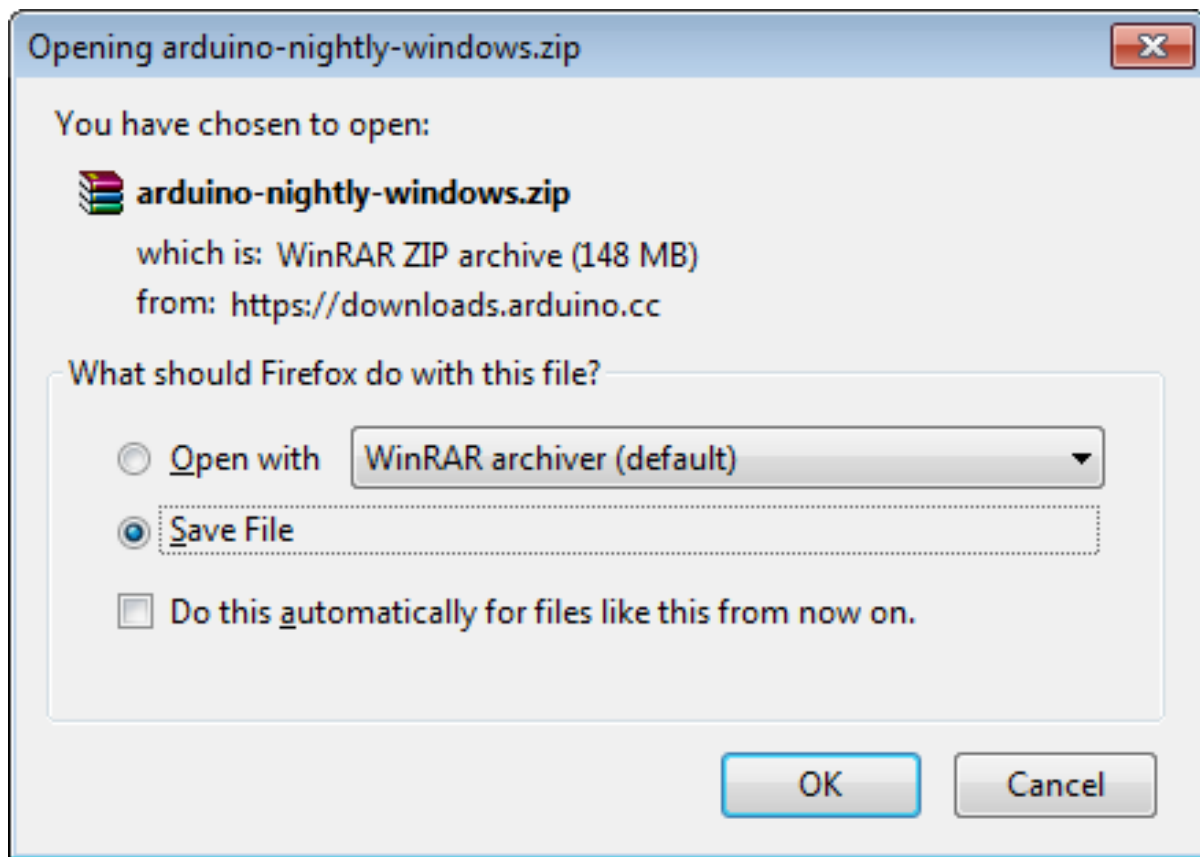 Opening arduino-nightly-windows.zip
You have chosen to open:
arduino-nightly-windows.zip
which is: WinRAR ZIP archive (148 MB)
from: https://downloads.arduino.cc
What should Firefox do with this file?
Open with WinRAR archiver (default)
Save File
Do this automatically for files like this from now on.
OK Cancel